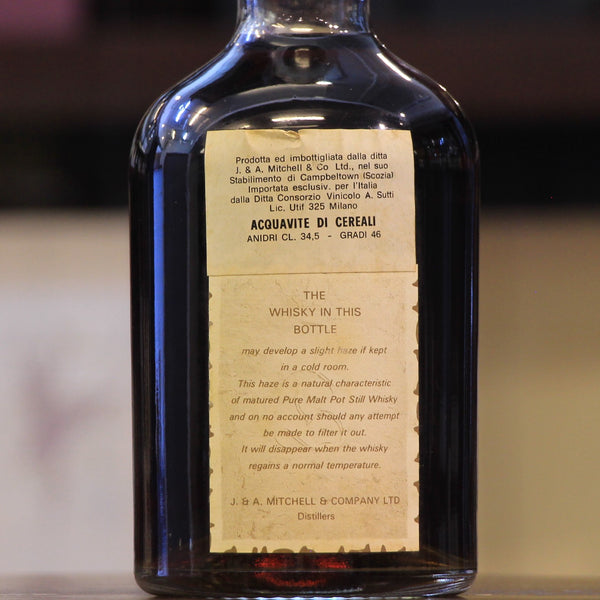 Prodotta ed imbottigliata dalla ditta
J. & A. Mitchell & Co Ltd., nel suo
Stabilimento di Campbeltown (Scozia)
Importata esclusiv. per l'Italia
dalla Ditta Consorzio Vinicolo A. Sutti
Lic. Utif 325 Milano
ACQUAVITE DI CEREALI
ANIDRI CL. 34,5 - GRADI 46
THE
WHISKY IN THIS
BOTTLE
may develop a slight haze if kept
in a cold room.
This haze is a natural characteristic
of matured Pure Malt Pot Still Whisky
and on no account should any attempt
be made to filter it out.
It will disappear when the whisky
regains a normal temperature.
J. & A. MITCHELL & COMPANY LTD
Distillers